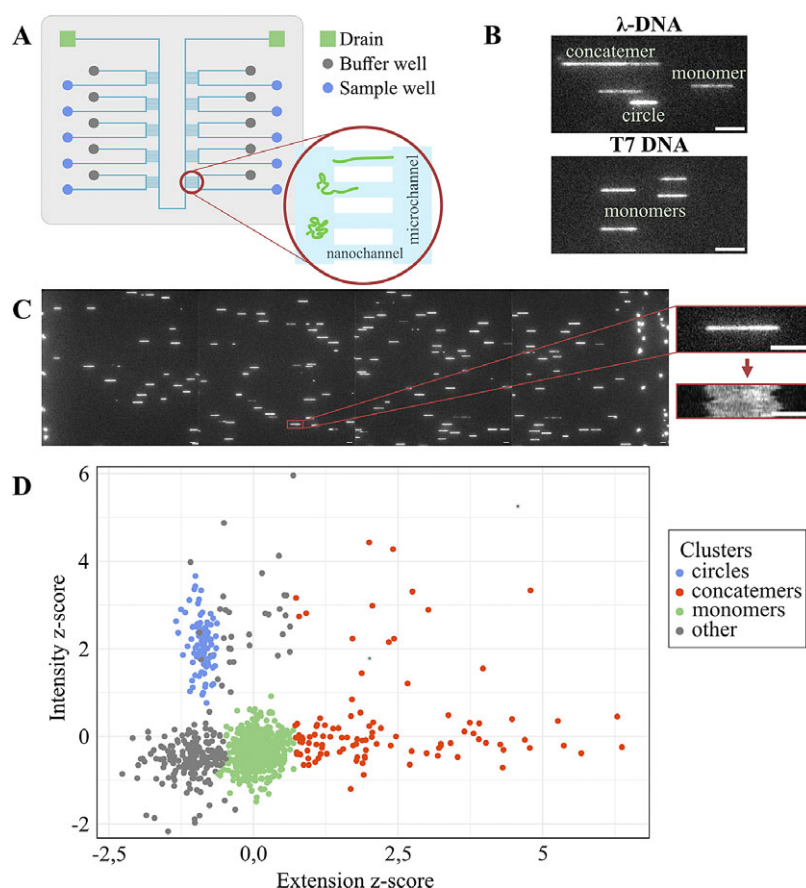 A
Drain
Buffer well
Sample well
nanochannel
microchannel
B
λ-DNA
concatemer
monomer
circle
T7 DNA
monomers
C
D
6
4
2
0
-2
Intensity z-score
-2,5
0,0
2,5
5
Extension z-score
Clusters
circles
concatemers
monomers
other